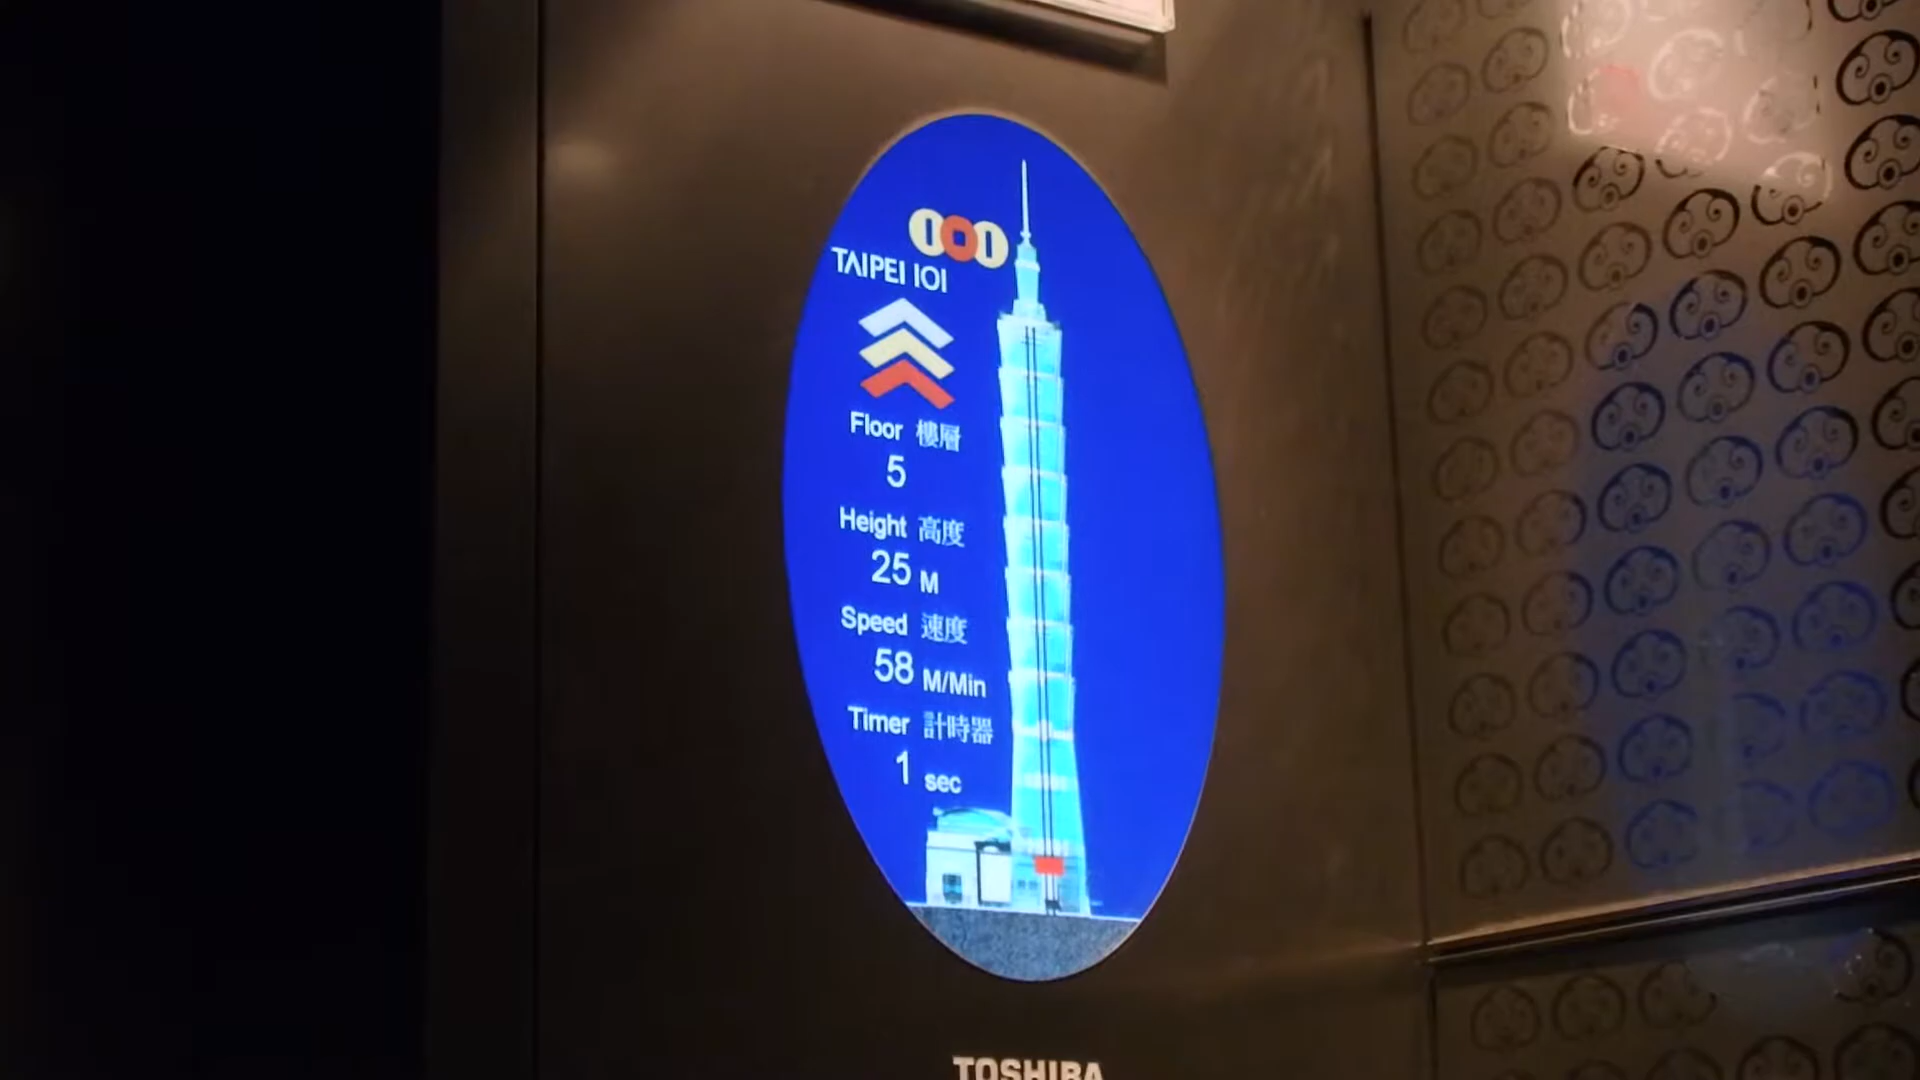 101
TAIPEI 101
Floor 樓層
5
Height 高度
25 M
Speed 速度
58 M/Min
Timer 計時器
1 sec
TOSHIBA